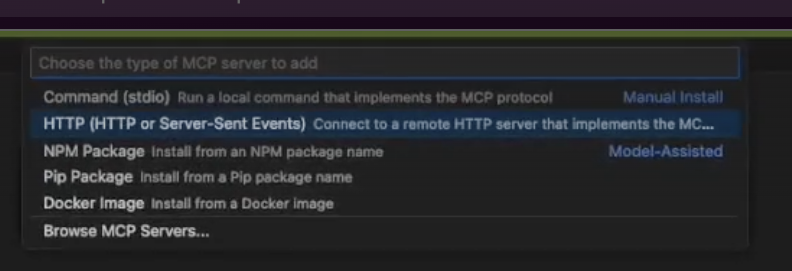 Choose the type of MCP server to add
Command (stdio) Run a local command that implements the MCP protocol Manual Install
HTTP (HTTP or Server-Sent Events) Connect to a remote HTTP server that implements the MC...
NPM Package Install from an NPM package name Model-Assisted
Pip Package Install from a Pip package name
Docker Image Install from a Docker image
Browse MCP Servers...